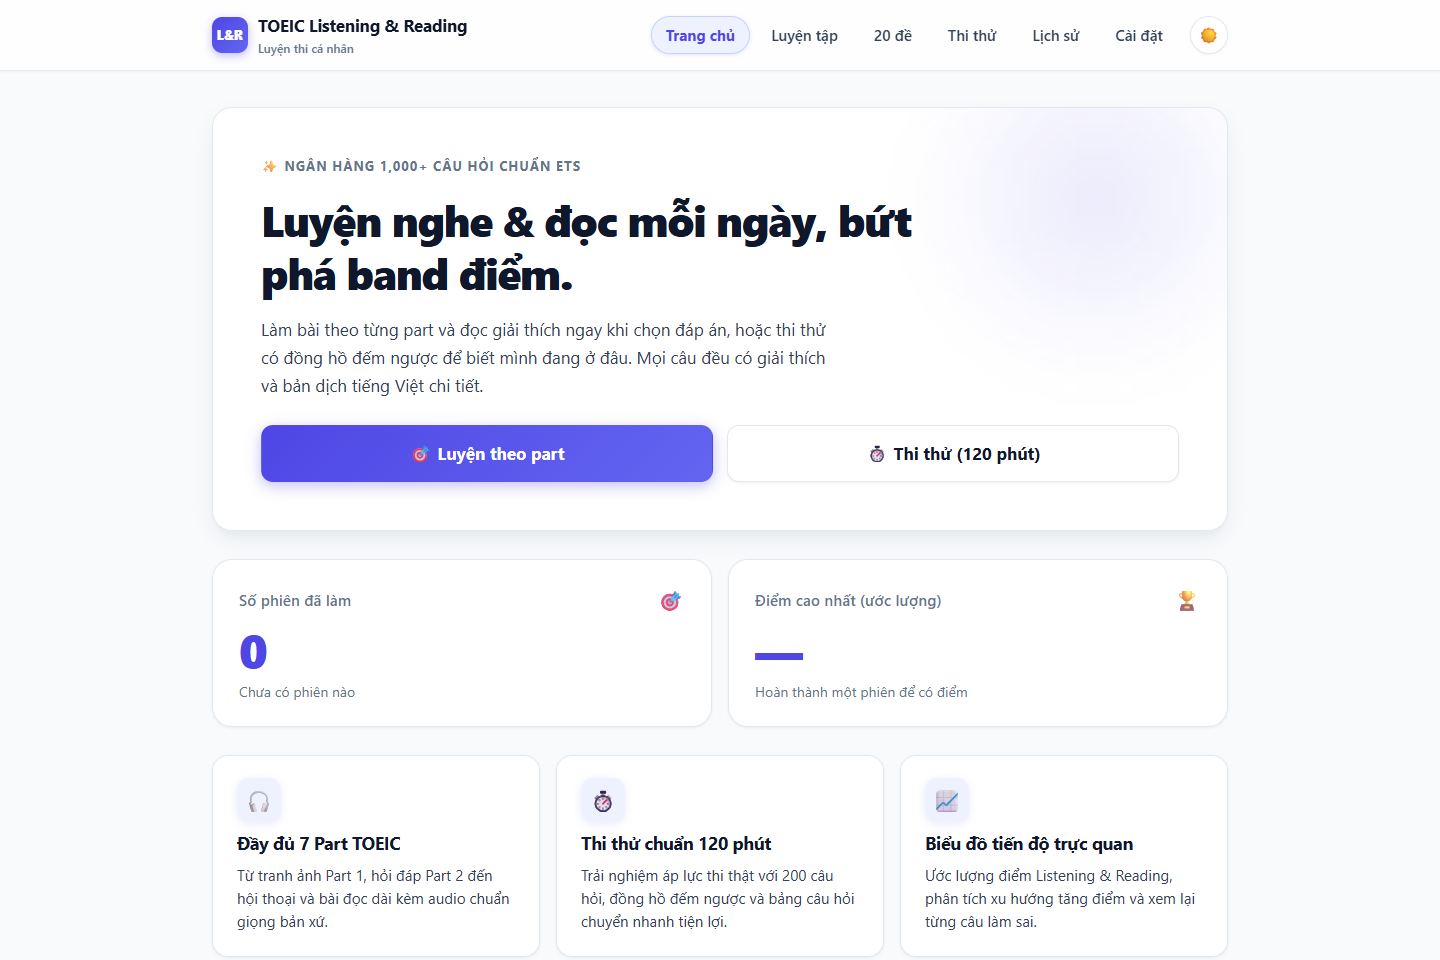 L&R
TOEIC Listening & Reading
Luyện thi cá nhân
Trang chủ
Luyện tập
20 đề
Thi thử
Lịch sử
Cài đặt
NGÂN HÀNG 1,000+ CÂU HỎI CHUẨN ETS
Luyện nghe & đọc mỗi ngày, bứt
phá band điểm.
Làm bài theo từng part và đọc giải thích ngay khi chọn đáp án, hoặc thi thử
có đồng hồ đếm ngược để biết mình đang ở đâu. Mọi câu đều có giải thích
và bản dịch tiếng Việt chi tiết.
Luyện theo part
Thi thử (120 phút)
Số phiên đã làm
0
Chưa có phiên nào
Điểm cao nhất (ước lượng)
—
Hoàn thành một phiên để có điểm
Đầy đủ 7 Part TOEIC
Từ tranh ảnh Part 1, hỏi đáp Part 2 đến
hội thoại và bài đọc dài kèm audio chuẩn
giọng bản xứ.
Thi thử chuẩn 120 phút
Trải nghiệm áp lực thi thật với 200 câu
hỏi, đồng hồ đếm ngược và bảng câu hỏi
chuyển nhanh tiện lợi.
Biểu đồ tiến độ trực quan
Ước lượng điểm Listening & Reading,
phân tích xu hướng tăng điểm và xem lại
từng câu làm sai.